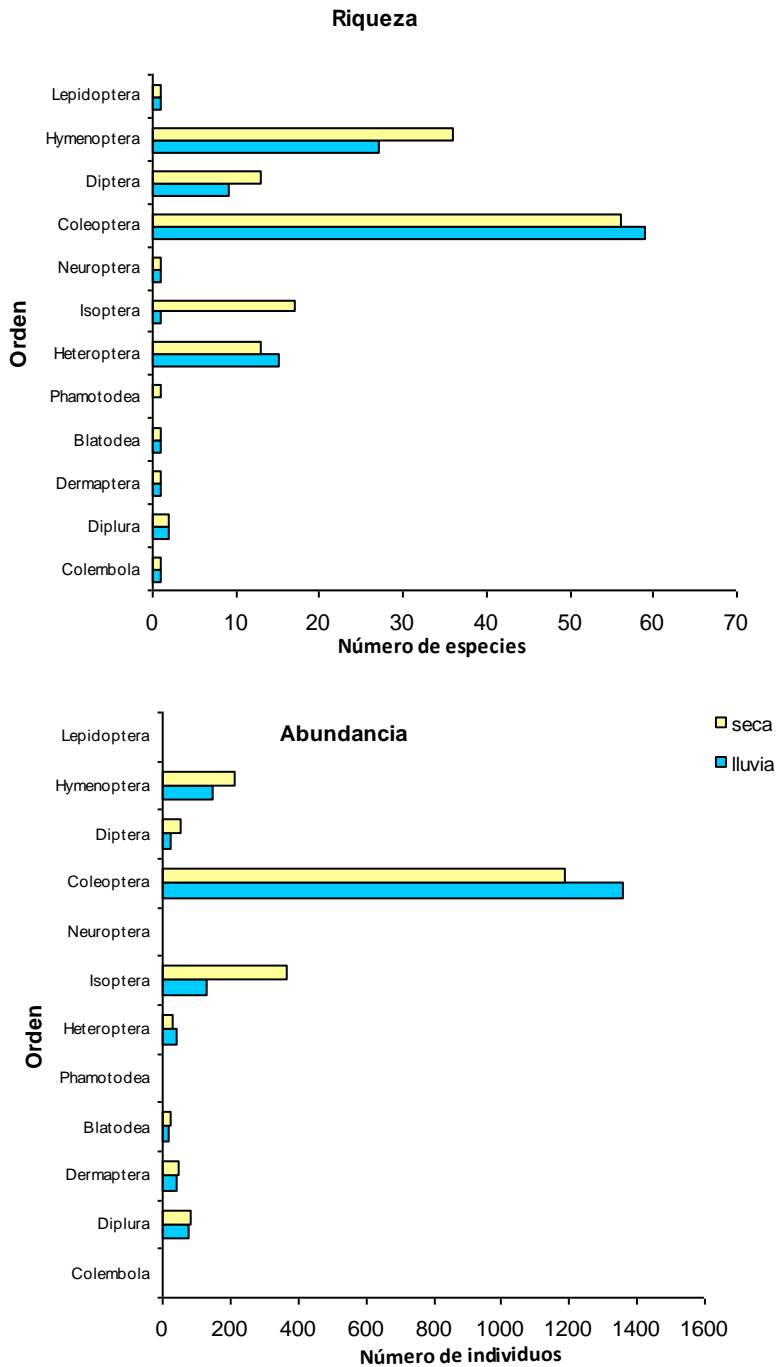 Riqueza
Lepidoptera
Hymenoptera
Diptera
Coleoptera
Neuroptera
Isoptera
Heteroptera
Phamotodea
Blatodea
Dermaptera
Diplura
Colembola
Orden
0 10 20 30 40 50 60 70
Número de especies
Abundancia
seca
lluvia
Lepidoptera
Hymenoptera
Diptera
Coleoptera
Neuroptera
Isoptera
Heteroptera
Phamotodea
Blatodea
Dermaptera
Diplura
Colembola
Orden
0 200 400 600 800 1000 1200 1400 1600
Número de individuos